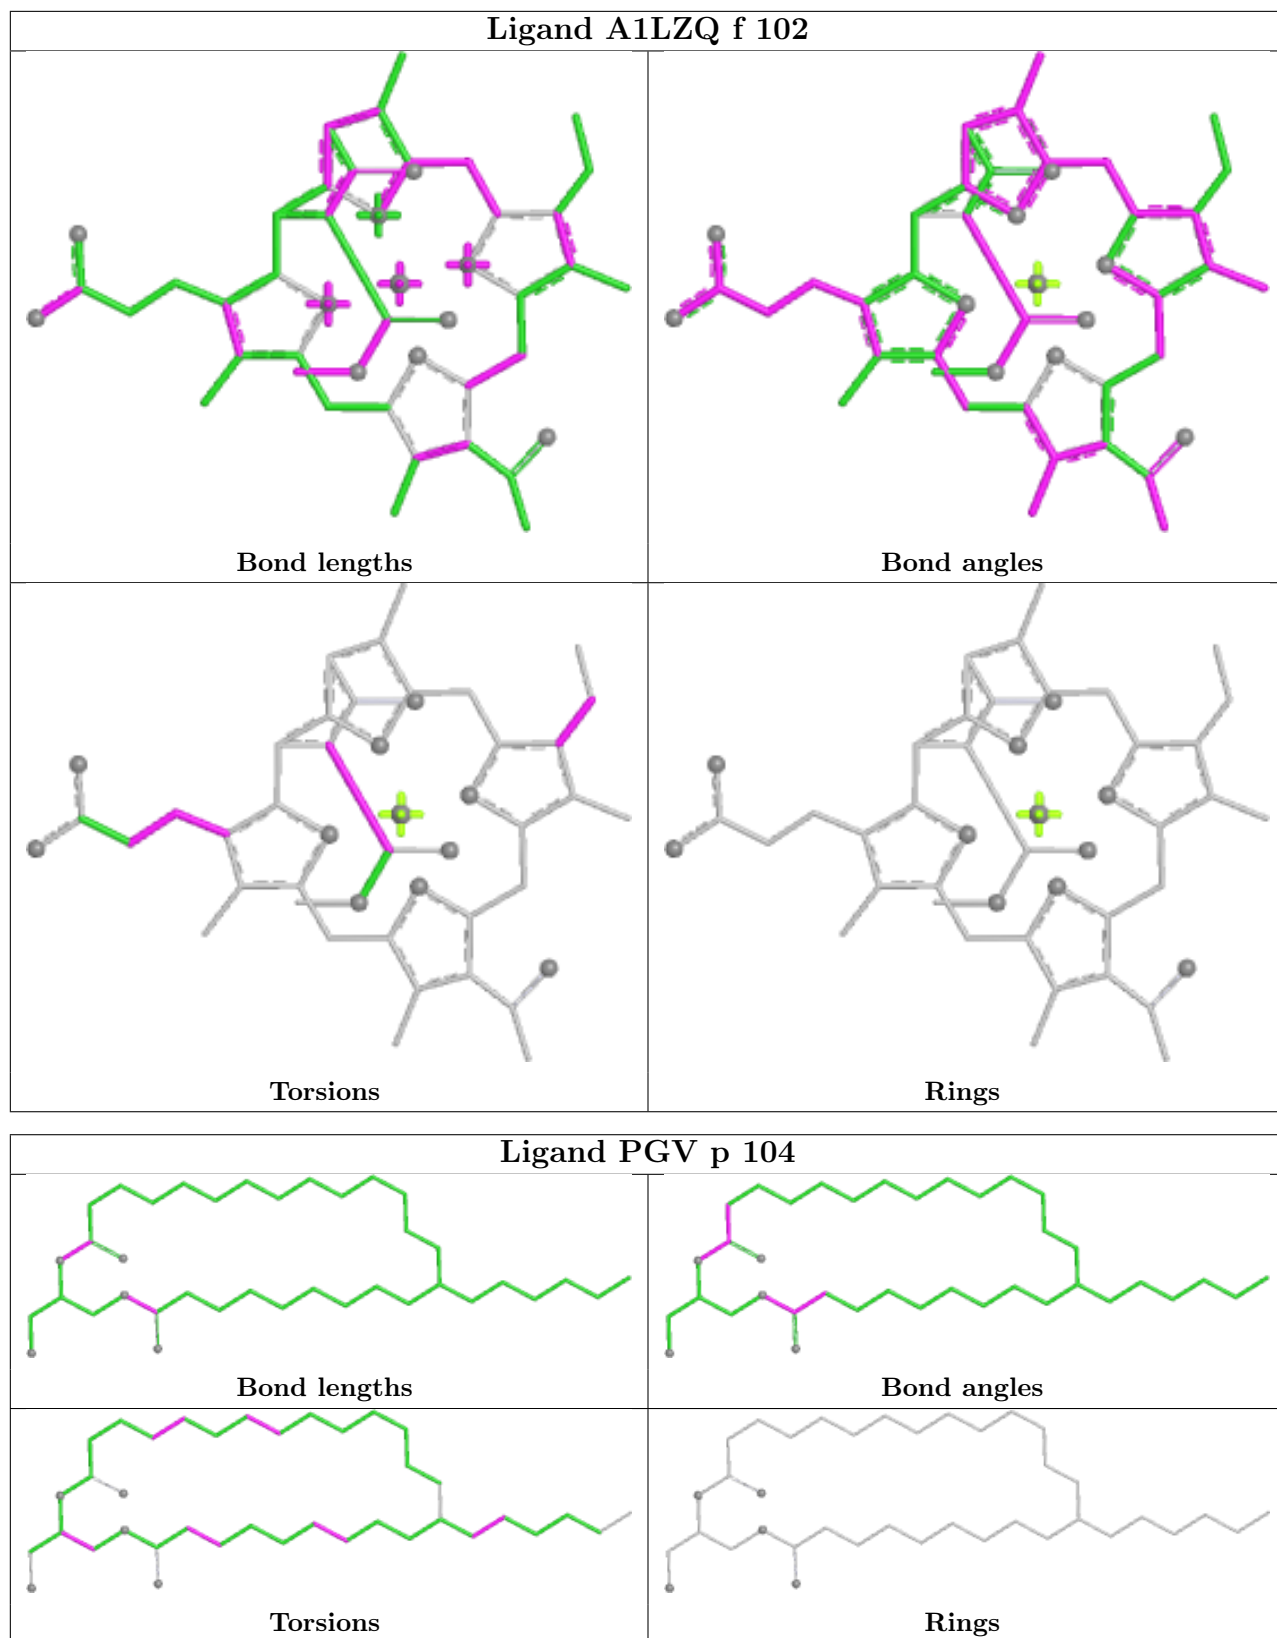 Ligand A1LZQ f 102
Bond lengths
Bond angles
Torsions
Rings
Ligand PGV p 104
Bond lengths
Bond angles
Torsions
Rings